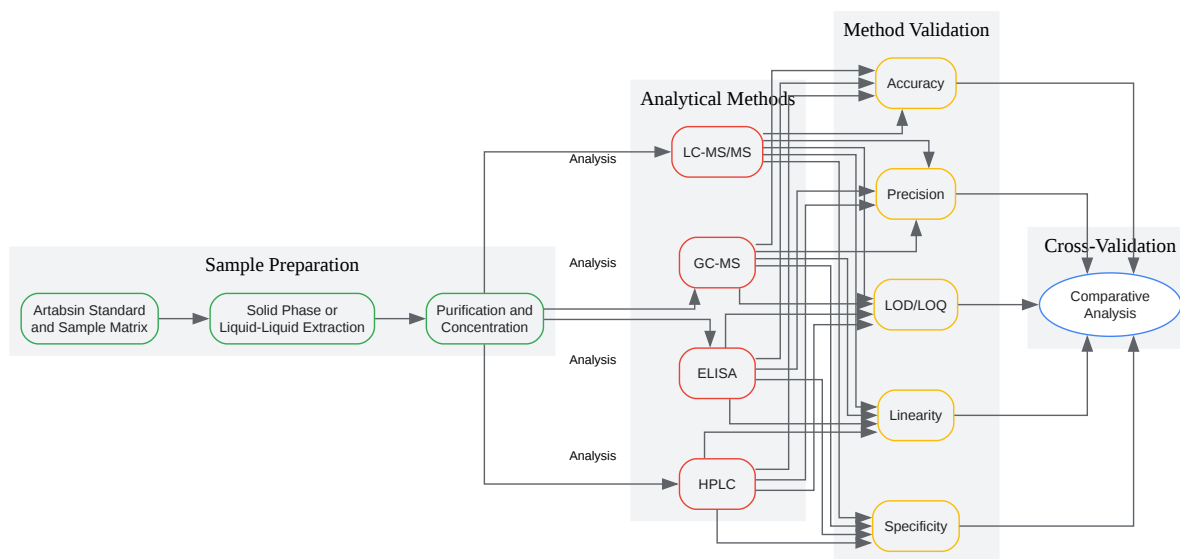 Method Validation
Accuracy
Analytical Methods
LC-MS/MS
Analysis
Precision
Cross-Validation
Sample Preparation
Analysis
GC-MS
Artabsin Standard
and Sample Matrix
Solid Phase or
Liquid-Liquid Extraction
Purification and
Concentration
LOD/LOQ
Comparative
Analysis
Analysis
ELISA
Linearity
Analysis
HPLC
Specificity